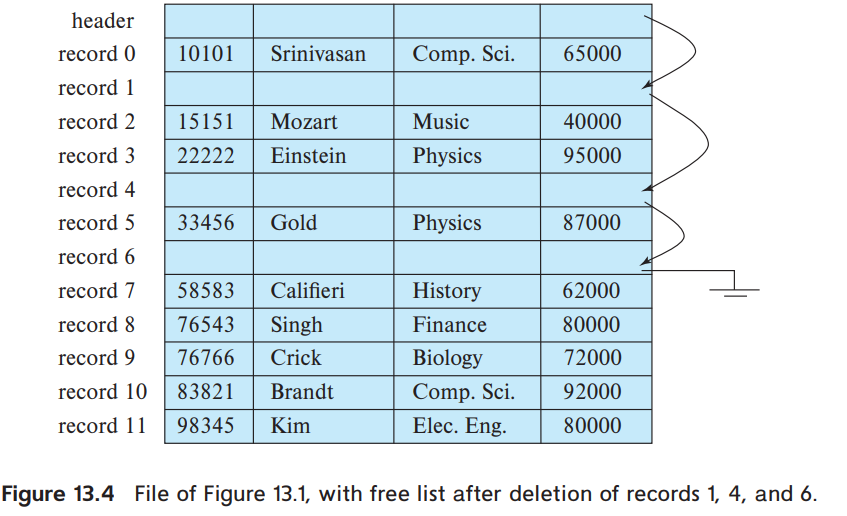 header
record 0 10101 Srinivasan Comp. Sci. 65000
record 1
record 2 15151 Mozart Music 40000
record 3 22222 Einstein Physics 95000
record 4
record 5 33456 Gold Physics 87000
record 6
record 7 58583 Califieri History 62000
record 8 76543 Singh Finance 80000
record 9 76766 Crick Biology 72000
record 10 83821 Brandt Comp. Sci. 92000
record 11 98345 Kim Elec. Eng. 80000
Figure 13.4 File of Figure 13.1, with free list after deletion of records 1, 4, and 6.